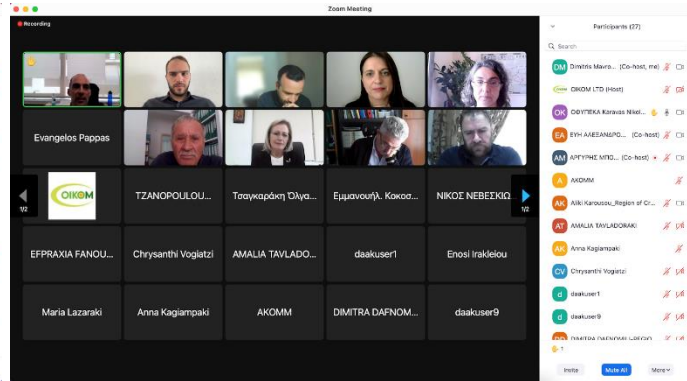 Zoom Meeting
Recording
Evangelos Pappas
OIKOM
TZANOPOULOU...
Τσαγκαράκη Όλγα...
Εμμανουήλ. Κοκοσ...
ΝΙΚΟΣ ΝΕΒΕΣΚΙΩ...
1/2
1/2
EFPRAXIA FANOU...
Chrysanthi Vogiatzi
AMALIA TAVLADO...
daakuser1
Enosi Irakleiou
Maria Lazaraki
Anna Kagiampaki
AKOMM
DIMITRA DAFNOM...
daakuser9
Participants (27)
Search
DM Dimitris Mavro... (Co-host, me)
OIKOM LTD (Host)
OK ΟΦΥΠΕΚΑ Karavas Nikol...
EA ΕΥΗ ΑΛΕΞΑΝΔΡΟ... (Co-host)
AM ΑΡΓΥΡΗΣ ΜΠΟ... (Co-host)
A AKOMM
AK Aliki Karousou_Region of Cr...
AT AMALIA TAVLADORAKI
AK Anna Kagiampaki
CV Chrysanthi Vogiatzi
d daakuser1
d daakuser9
1
Invite
Mute All
More